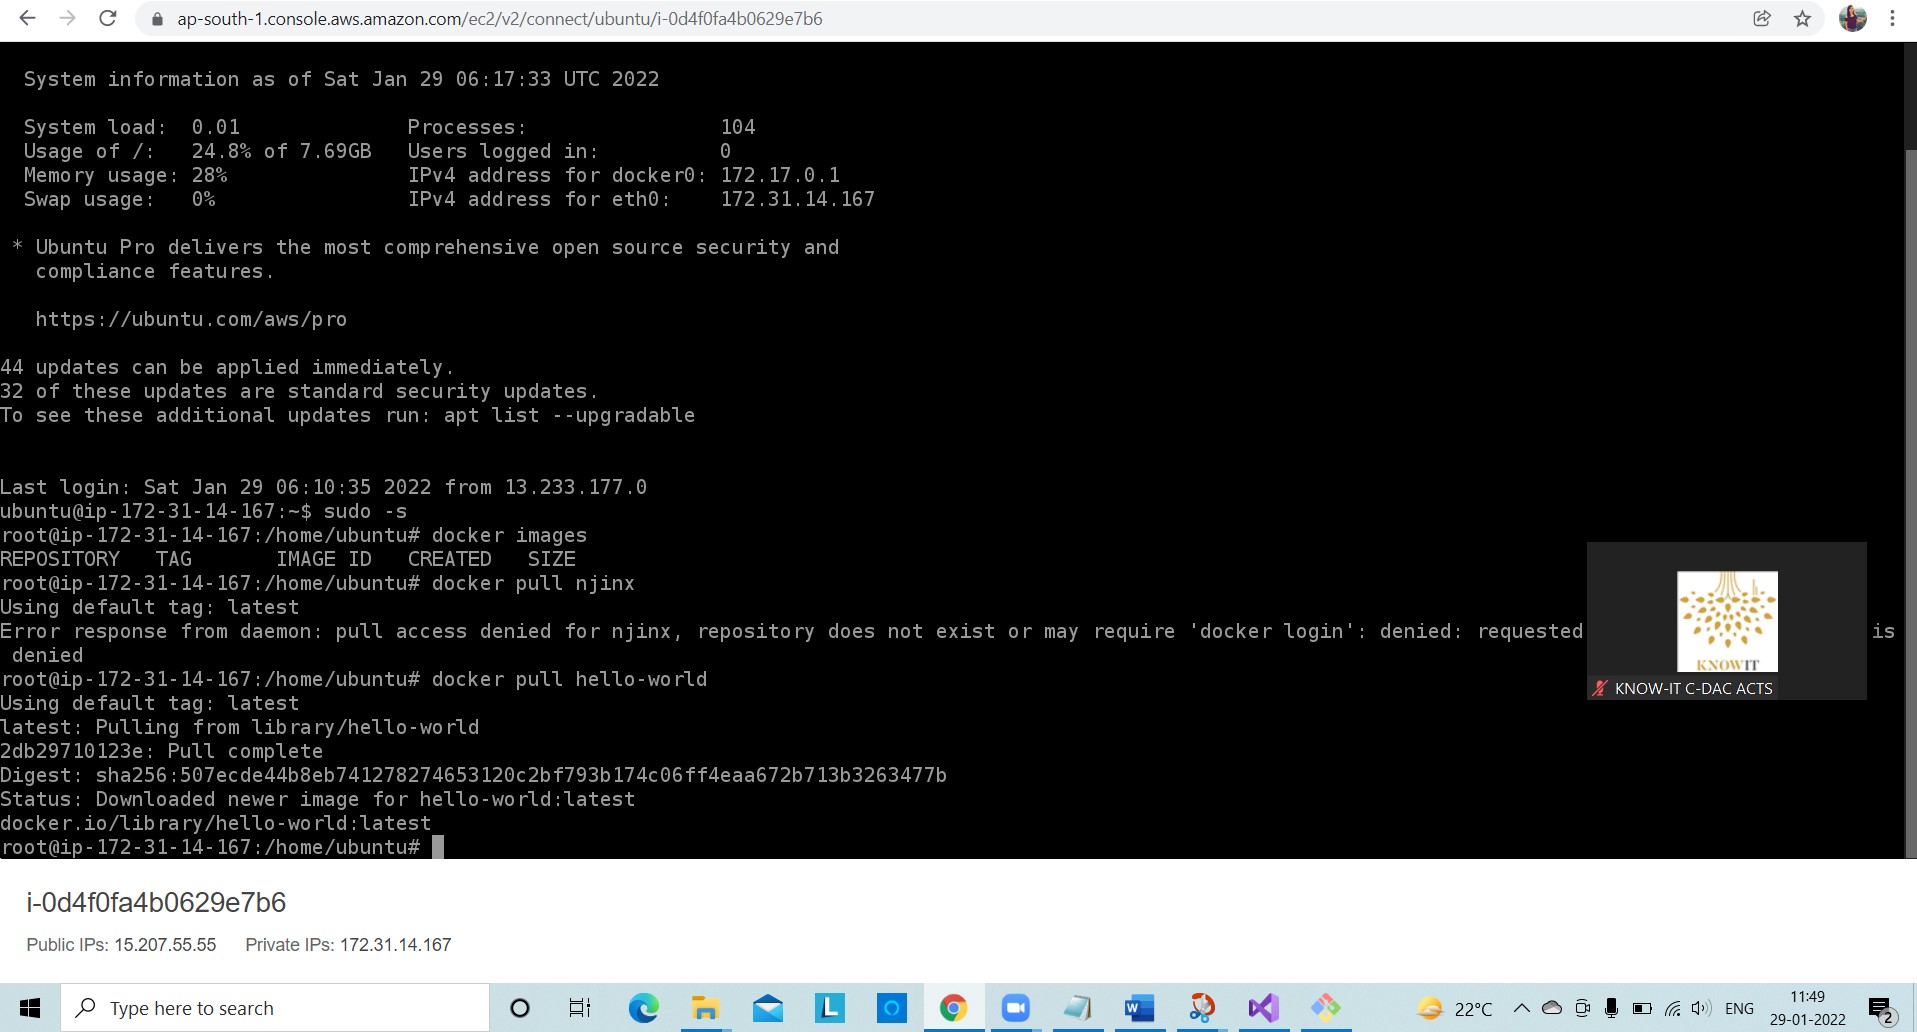 ap-south-1.console.aws.amazon.com/ec2/v2/connect/ubuntu/i-0d4f0fa4b0629e7b6
System information as of Sat Jan 29 06:17:33 UTC 2022
System load:  0.01              Processes:                104
Usage of /:   24.8% of 7.69GB   Users logged in:          0
Memory usage: 28%               IPv4 address for docker0: 172.17.0.1
Swap usage:   0%                IPv4 address for eth0:    172.31.14.167
* Ubuntu Pro delivers the most comprehensive open source security and
compliance features.
https://ubuntu.com/aws/pro
44 updates can be applied immediately.
32 of these updates are standard security updates.
To see these additional updates run: apt list --upgradable
Last login: Sat Jan 29 06:10:35 2022 from 13.233.177.0
ubuntu@ip-172-31-14-167:~$ sudo -s
root@ip-172-31-14-167:/home/ubuntu# docker images
REPOSITORY   TAG       IMAGE ID   CREATED   SIZE
root@ip-172-31-14-167:/home/ubuntu# docker pull njinx
Using default tag: latest
Error response from daemon: pull access denied for njinx, repository does not exist or may require 'docker login': denied: requested is
denied
root@ip-172-31-14-167:/home/ubuntu# docker pull hello-world
Using default tag: latest
latest: Pulling from library/hello-world
2db29710123e: Pull complete
Digest: sha256:507ecde44b8eb741278274653120c2bf793b174c06ff4eaa672b713b3263477b
Status: Downloaded newer image for hello-world:latest
docker.io/library/hello-world:latest
root@ip-172-31-14-167:/home/ubuntu#
KNOWIT
KNOW-IT C-DAC ACTS
i-0d4f0fa4b0629e7b6
Public IPs: 15.207.55.55 Private IPs: 172.31.14.167
Type here to search
L
W
22°C
ENG
11:49
29-01-2022
2